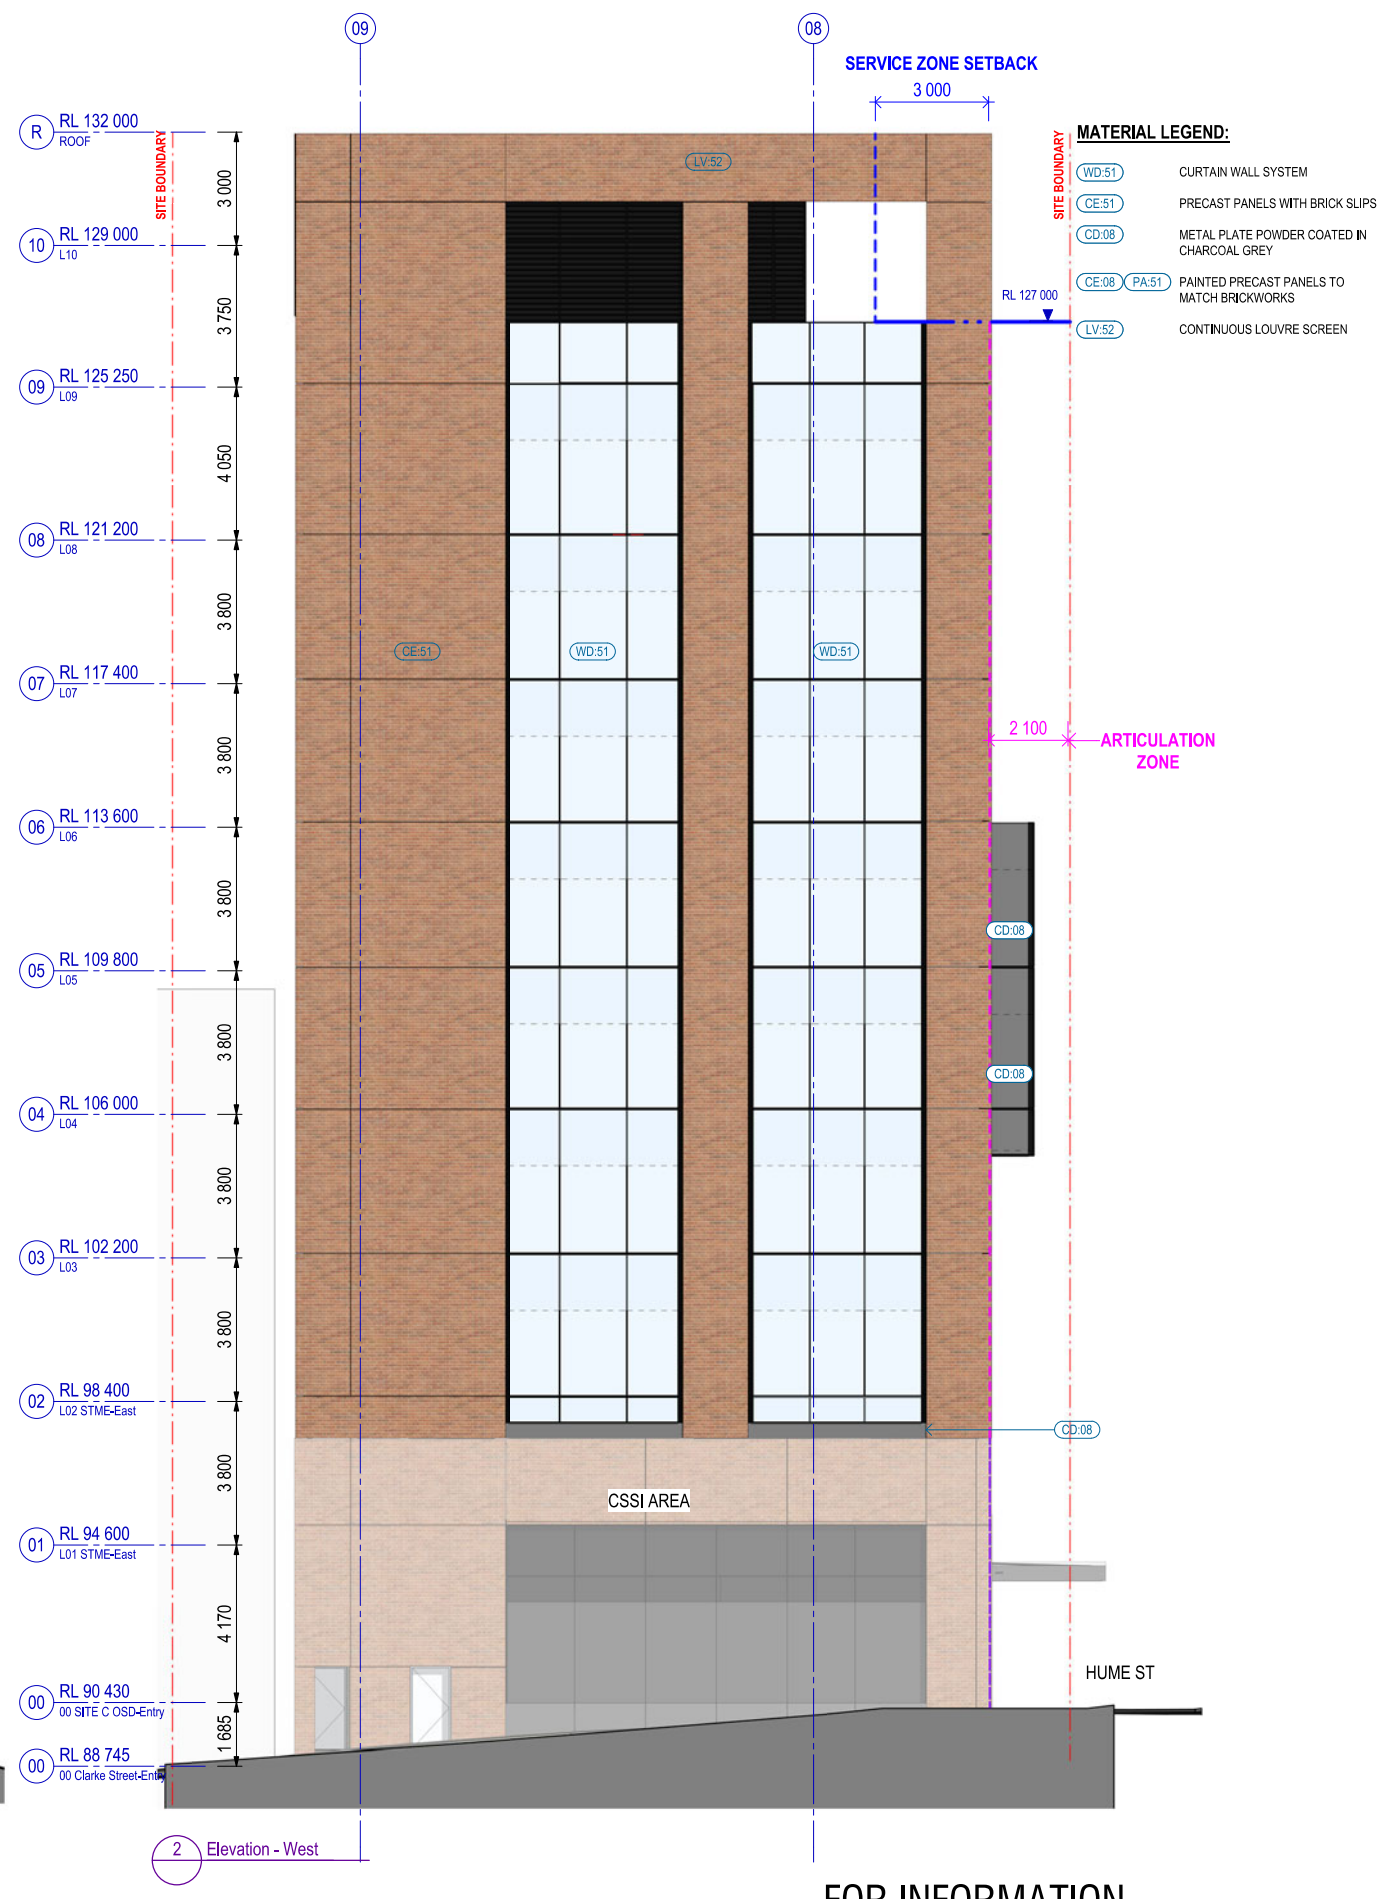 09
08
SERVICE ZONE SETBACK
3 000
R
RL 132 000
ROOF
SITE BOUNDARY
SITE BOUNDARY
MATERIAL LEGEND:
LV:52
WD:51 CURTAIN WALL SYSTEM
CE:51 PRECAST PANELS WITH BRICK SLIPS
CD:08 METAL PLATE POWDER COATED IN
CHARCOAL GREY
CE:08 PA:51 PAINTED PRECAST PANELS TO
MATCH BRICKWORKS
LV:52 CONTINUOUS LOUVRE SCREEN
3 000
10
RL 129 000
L10
RL 127 000
3 750
09
RL 125 250
L09
4 050
08
RL 121 200
L08
3 800
CE:51
WD:51
WD:51
07
RL 117 400
L07
3 800
2 100
ARTICULATION
ZONE
06
RL 113 600
L06
3 800
CD:08
05
RL 109 800
L05
3 800
CD:08
04
RL 106 000
L04
3 800
03
RL 102 200
L03
3 800
02
RL 98 400
L02 STME-East
CD:08
3 800
CSSI AREA
01
RL 94 600
L01 STME-East
4 170
HUME ST
00
RL 90 430
00 SITE C OSD-Entry
1 685
00
RL 88 745
00 Clarke Street-Entry
2
Elevation - West
FOR INFORMATION